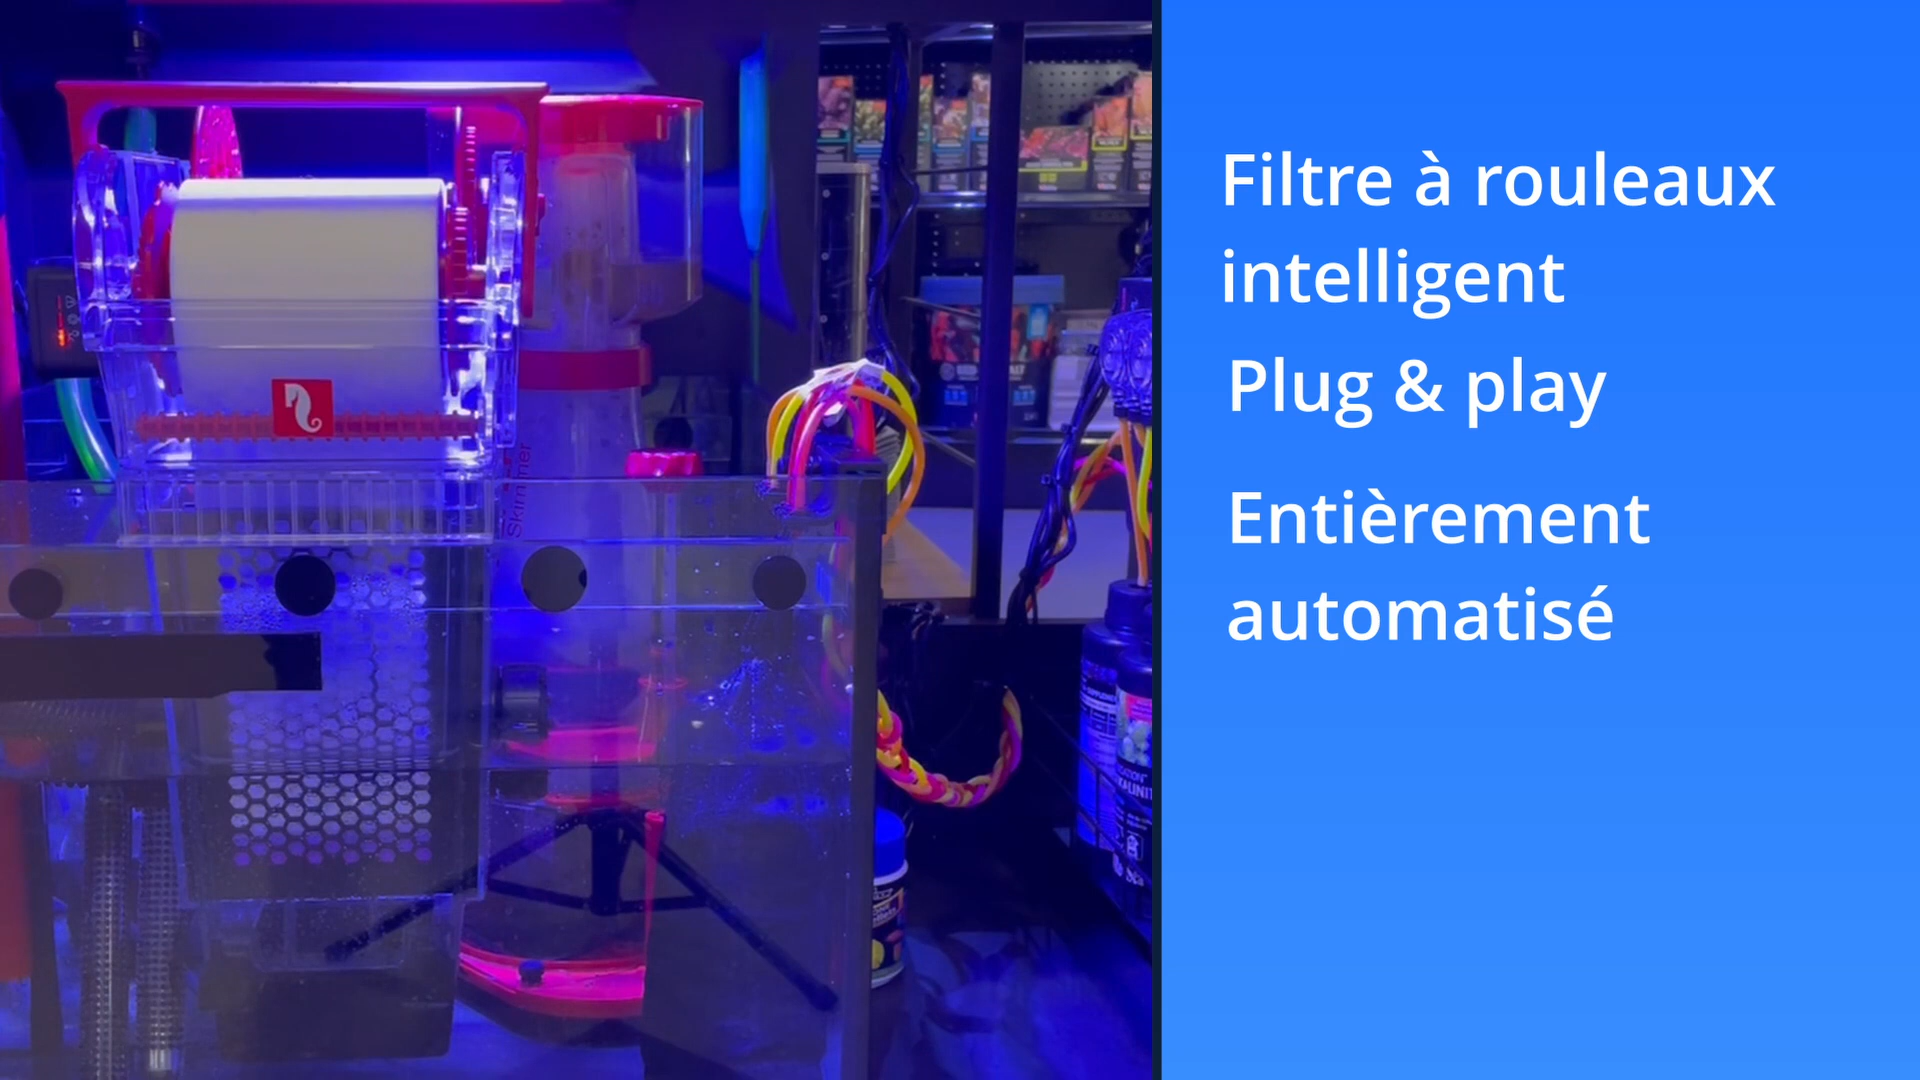 Filtre à rouleaux
intelligent
Plug & play
Entièrement
automatisé
Skimmer